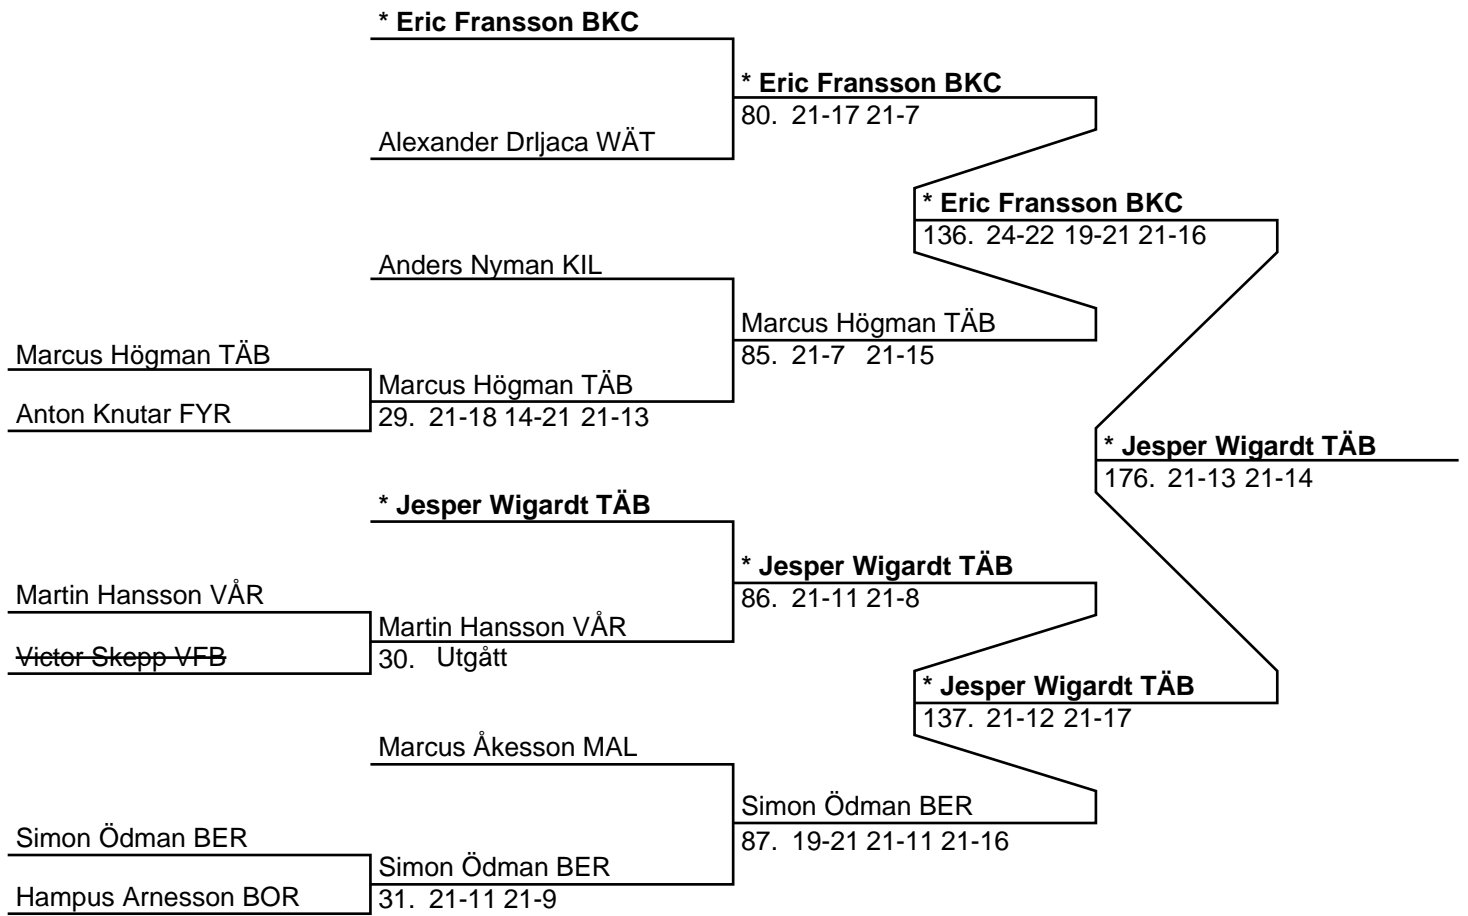 * Eric Fransson BKC
* Eric Fransson BKC
80. 21-17 21-7
Alexander Drljaca WÄT
* Eric Fransson BKC
136. 24-22 19-21 21-16
Anders Nyman KIL
Marcus Högman TÄB
85. 21-7 21-15
Marcus Högman TÄB
Marcus Högman TÄB
29. 21-18 14-21 21-13
Anton Knutar FYR
* Jesper Wigardt TÄB
176. 21-13 21-14
* Jesper Wigardt TÄB
* Jesper Wigardt TÄB
86. 21-11 21-8
Martin Hansson VÅR
Martin Hansson VÅR
30. Utgått
Victor Skepp VFB
* Jesper Wigardt TÄB
137. 21-12 21-17
Marcus Åkesson MAL
Simon Ödman BER
87. 19-21 21-11 21-16
Simon Ödman BER
Simon Ödman BER
31. 21-11 21-9
Hampus Arnesson BOR